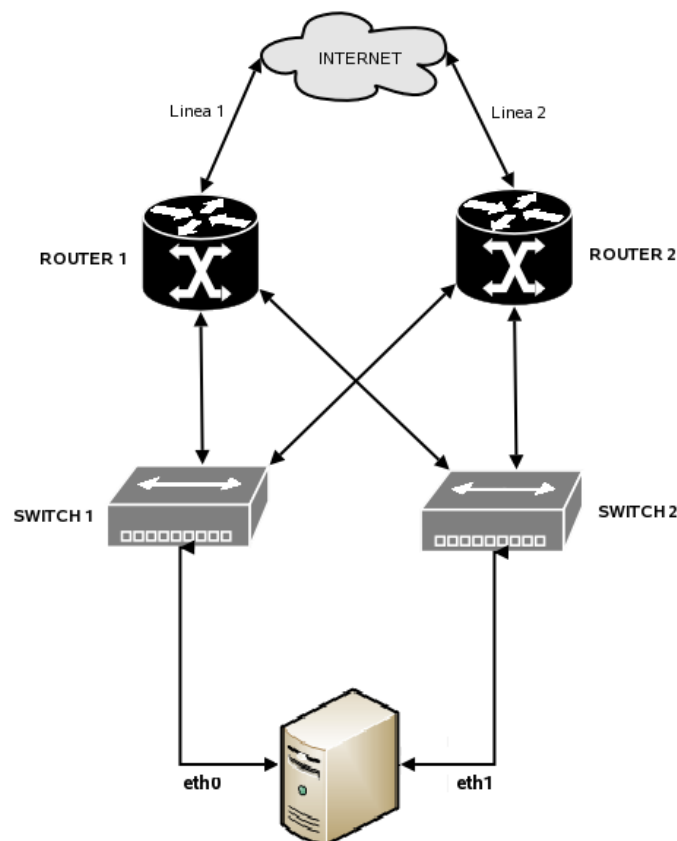 INTERNET
Linea 1
Linea 2
ROUTER 1
ROUTER 2
SWITCH 1
SWITCH 2
eth0
eth1